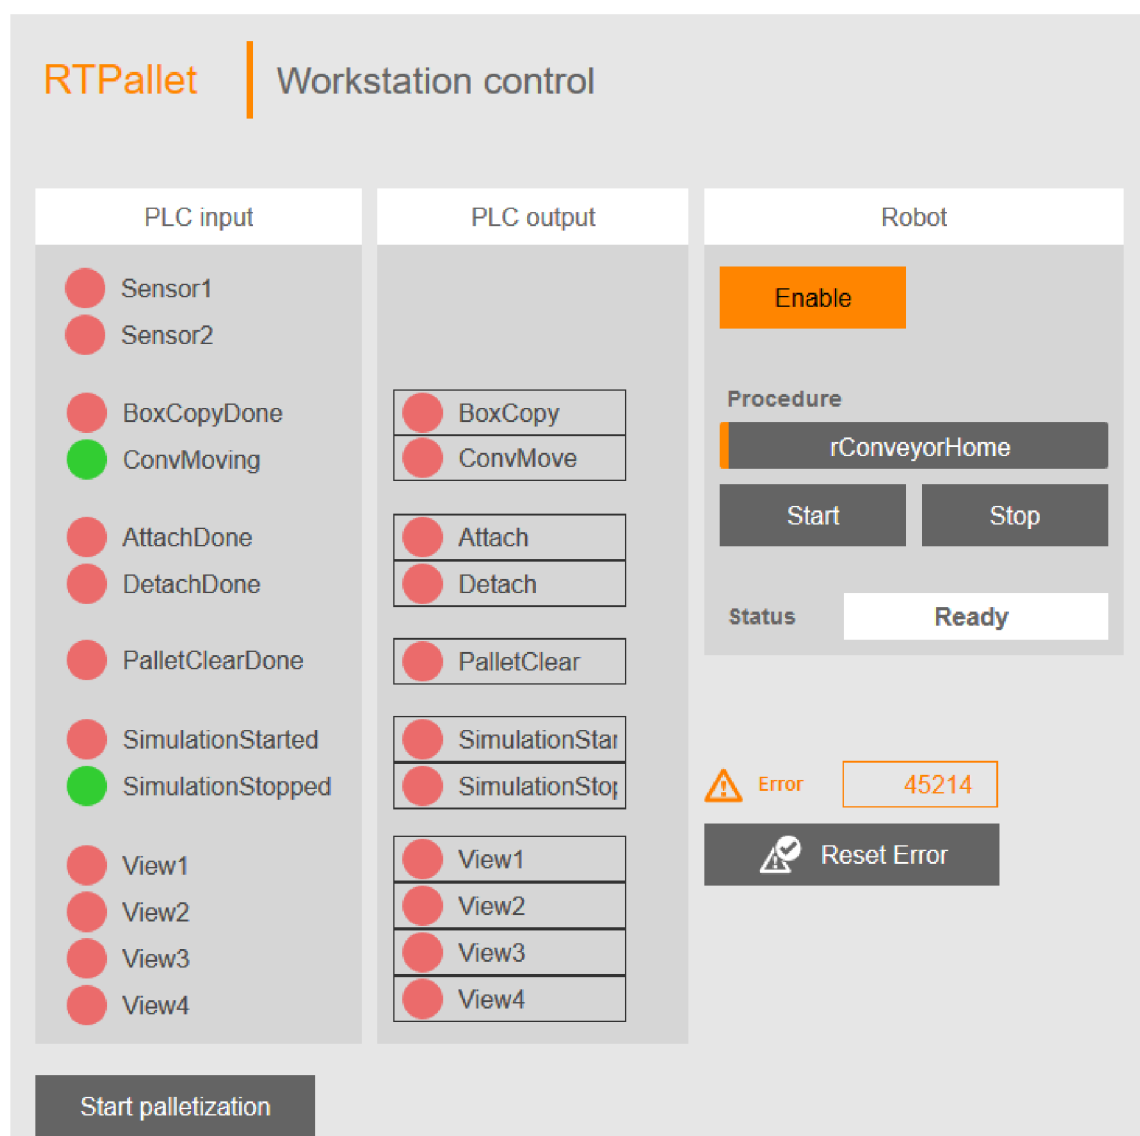 RTPallet
Workstation control
PLC input
Sensor1
Sensor2
BoxCopyDone
ConvMoving
AttachDone
DetachDone
PalletClearDone
SimulationStarted
SimulationStopped
View1
View2
View3
View4
PLC output
BoxCopy
ConvMove
Attach
Detach
PalletClear
SimulationStar
SimulationStop
View1
View2
View3
View4
Robot
Enable
Procedure
rConveyorHome
Start
Stop
Status
Ready
Error
45214
Reset Error
Start palletization